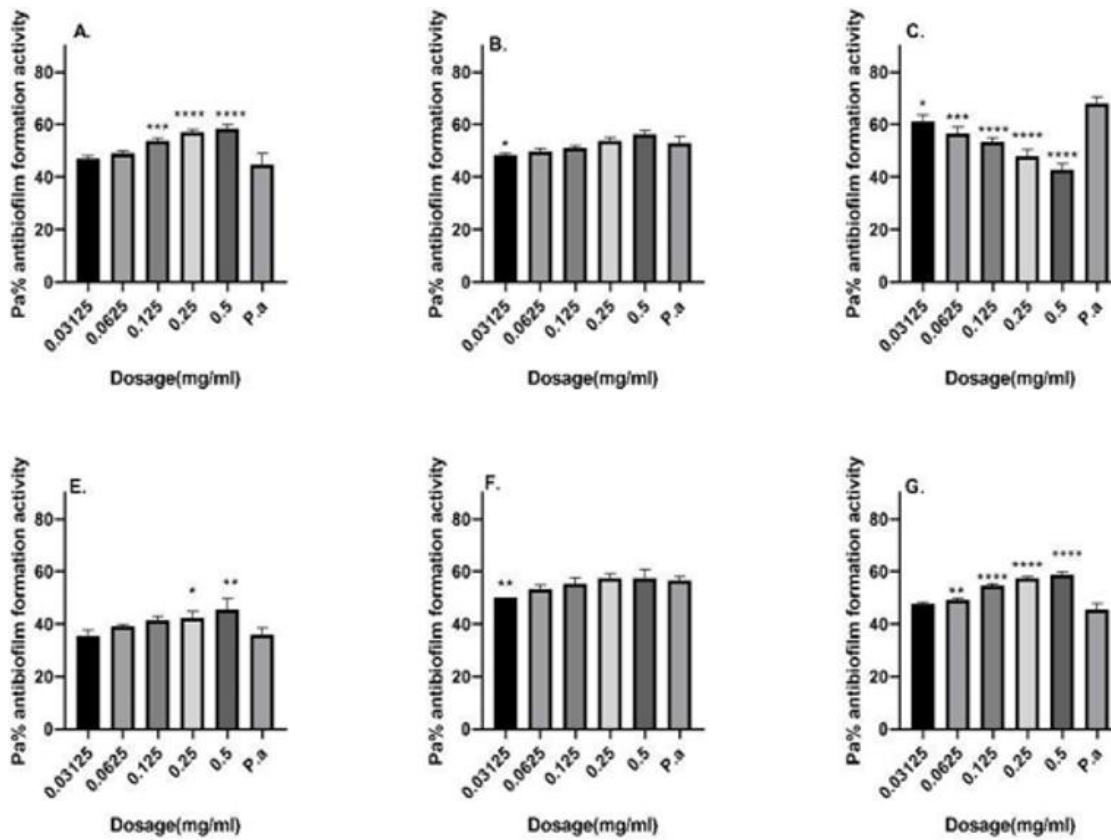 A.
Pa% antibiofilm formation activity
80
60
40
20
0
*** **** ****
0.03125 0.0625 0.125 0.25 0.5 P.a
Dosage(mg/ml)
B.
Pa% antibiofilm formation activity
80
60
40
20
0
*
0.03125 0.0625 0.125 0.25 0.5 P.a
Dosage(mg/ml)
C.
Pa% antibiofilm formation activity
80
60
40
20
0
* *** **** **** ****
0.03125 0.0625 0.125 0.25 0.5 P.a
Dosage(mg/ml)
E.
Pa% antibiofilm formation activity
80
60
40
20
0
* **
0.03125 0.0625 0.125 0.25 0.5 P.a
Dosage(mg/ml)
F.
Pa% antibiofilm formation activity
80
60
40
20
0
**
0.03125 0.0625 0.125 0.25 0.5 P.a
Dosage(mg/ml)
G.
Pa% antibiofilm formation activity
80
60
40
20
0
** **** **** ****
0.03125 0.0625 0.125 0.25 0.5 P.a
Dosage(mg/ml)